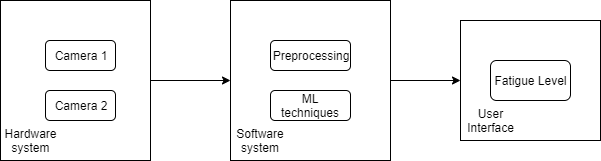 Camera 1
Camera 2
Hardware
system
Preprocessing
ML
techniques
Software
system
Fatigue Level
User
Interface